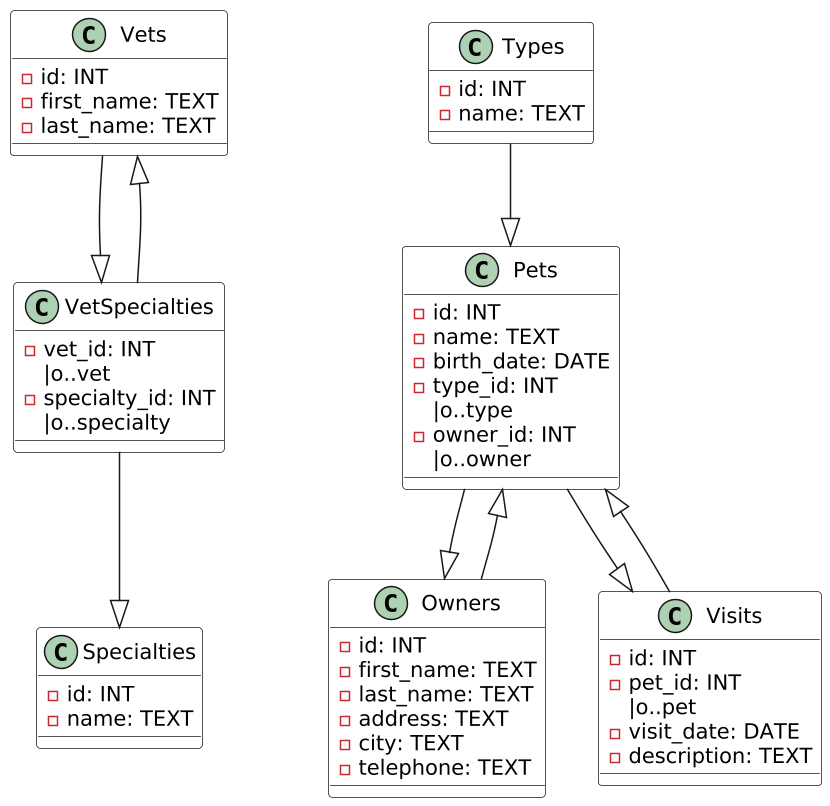 C Vets
id: INT
first_name: TEXT
last_name: TEXT
C Types
id: INT
name: TEXT
C VetSpecialties
vet_id: INT
|o..vet
specialty_id: INT
|o..specialty
C Pets
id: INT
name: TEXT
birth_date: DATE
type_id: INT
|o..type
owner_id: INT
|o..owner
C Specialties
id: INT
name: TEXT
C Owners
id: INT
first_name: TEXT
last_name: TEXT
address: TEXT
city: TEXT
telephone: TEXT
C Visits
id: INT
pet_id: INT
|o..pet
visit_date: DATE
description: TEXT